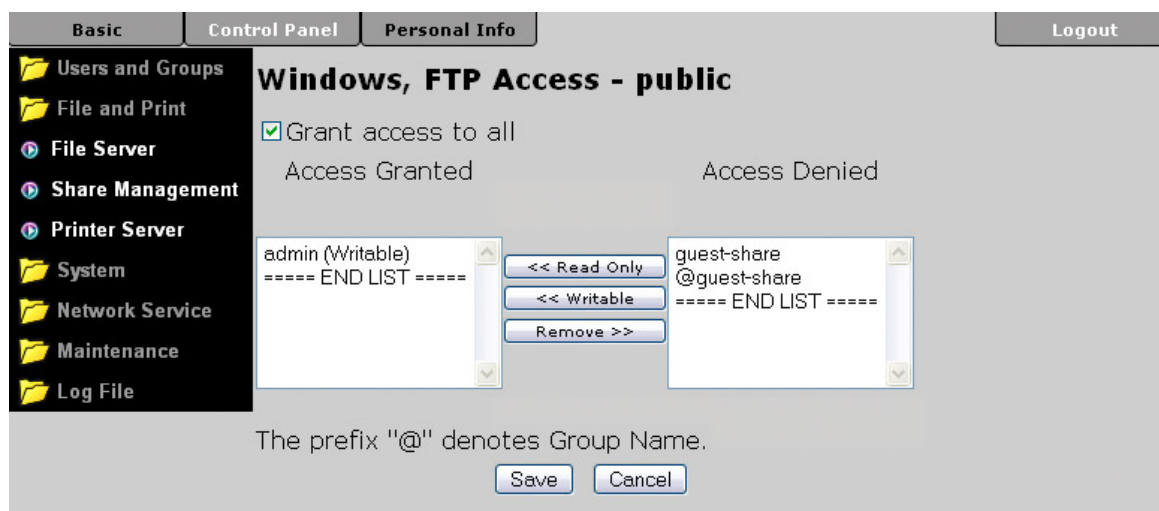 Basic
Control Panel
Personal Info
Logout
Users and Groups
File and Print
File Server
Share Management
Printer Server
System
Network Service
Maintenance
Log File
Windows, FTP Access - public
Grant access to all
Access Granted
Access Denied
admin (Writable)
===== END LIST =====
<< Read Only
<< Writable
Remove >>
guest-share
@guest-share
===== END LIST =====
The prefix "@" denotes Group Name.
Save
Cancel